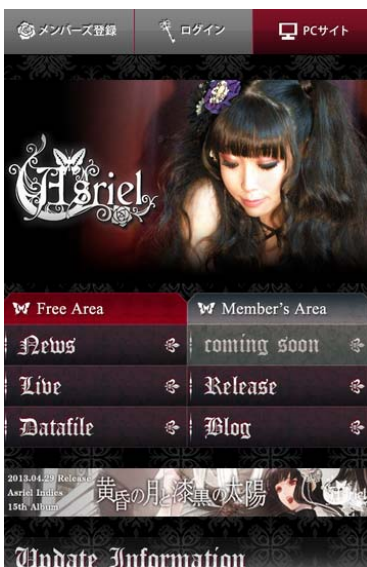 メンバーズ登録
ログイン
PCサイト
Asriel
Free Area
Member's Area
News
coming soon
Live
Release
Datafile
Blog
2013.04.29 Release
Asriel Indies
15th Album
黄昏の月と漆黒の太陽
Asriel
Update Information